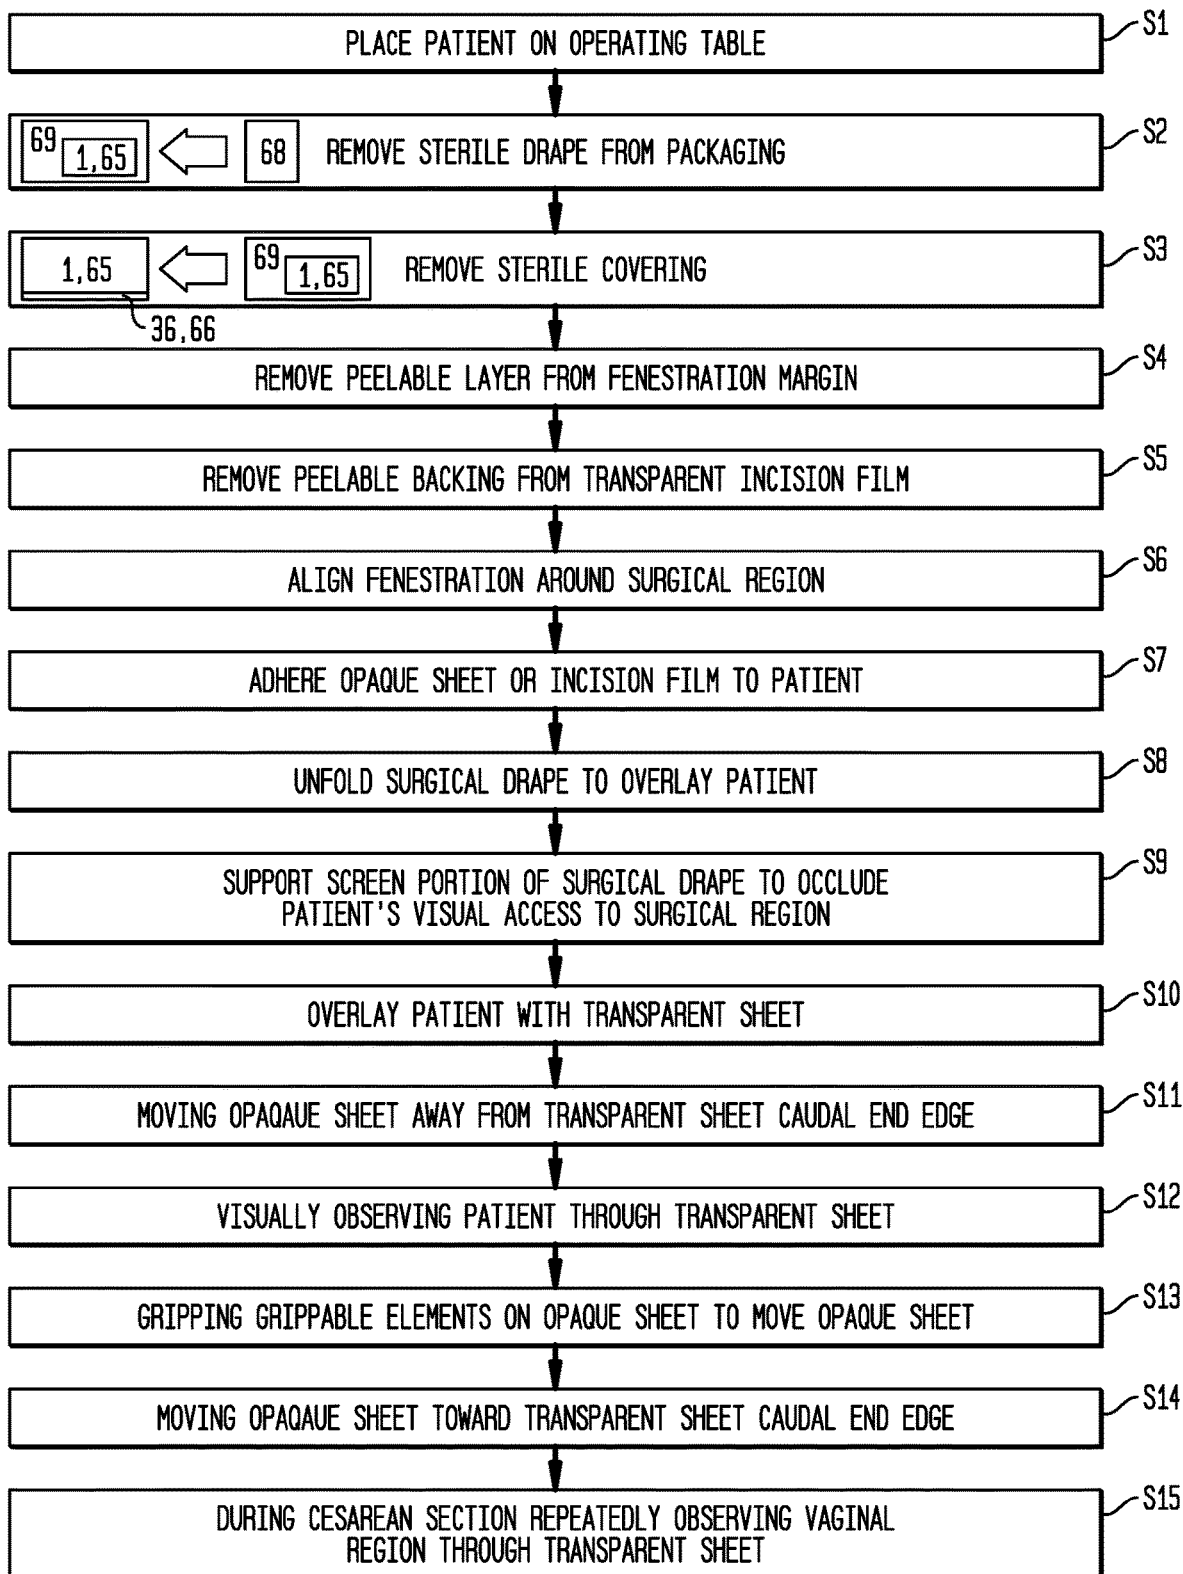 PLACE PATIENT ON OPERATING TABLE
S1
69
1,65
68
REMOVE STERILE DRAPE FROM PACKAGING
S2
1,65
69
1,65
REMOVE STERILE COVERING
S3
36,66
REMOVE PEELABLE LAYER FROM FENESTRATION MARGIN
S4
REMOVE PEELABLE BACKING FROM TRANSPARENT INCISION FILM
S5
ALIGN FENESTRATION AROUND SURGICAL REGION
S6
ADHERE OPAQUE SHEET OR INCISION FILM TO PATIENT
S7
UNFOLD SURGICAL DRAPE TO OVERLAY PATIENT
S8
SUPPORT SCREEN PORTION OF SURGICAL DRAPE TO OCCLUDE
PATIENT'S VISUAL ACCESS TO SURGICAL REGION
S9
OVERLAY PATIENT WITH TRANSPARENT SHEET
S10
MOVING OPAQAUE SHEET AWAY FROM TRANSPARENT SHEET CAUDAL END EDGE
S11
VISUALLY OBSERVING PATIENT THROUGH TRANSPARENT SHEET
S12
GRIPPING GRIPPABLE ELEMENTS ON OPAQUE SHEET TO MOVE OPAQUE SHEET
S13
MOVING OPAQAUE SHEET TOWARD TRANSPARENT SHEET CAUDAL END EDGE
S14
DURING CESAREAN SECTION REPEATEDLY OBSERVING VAGINAL
REGION THROUGH TRANSPARENT SHEET
S15